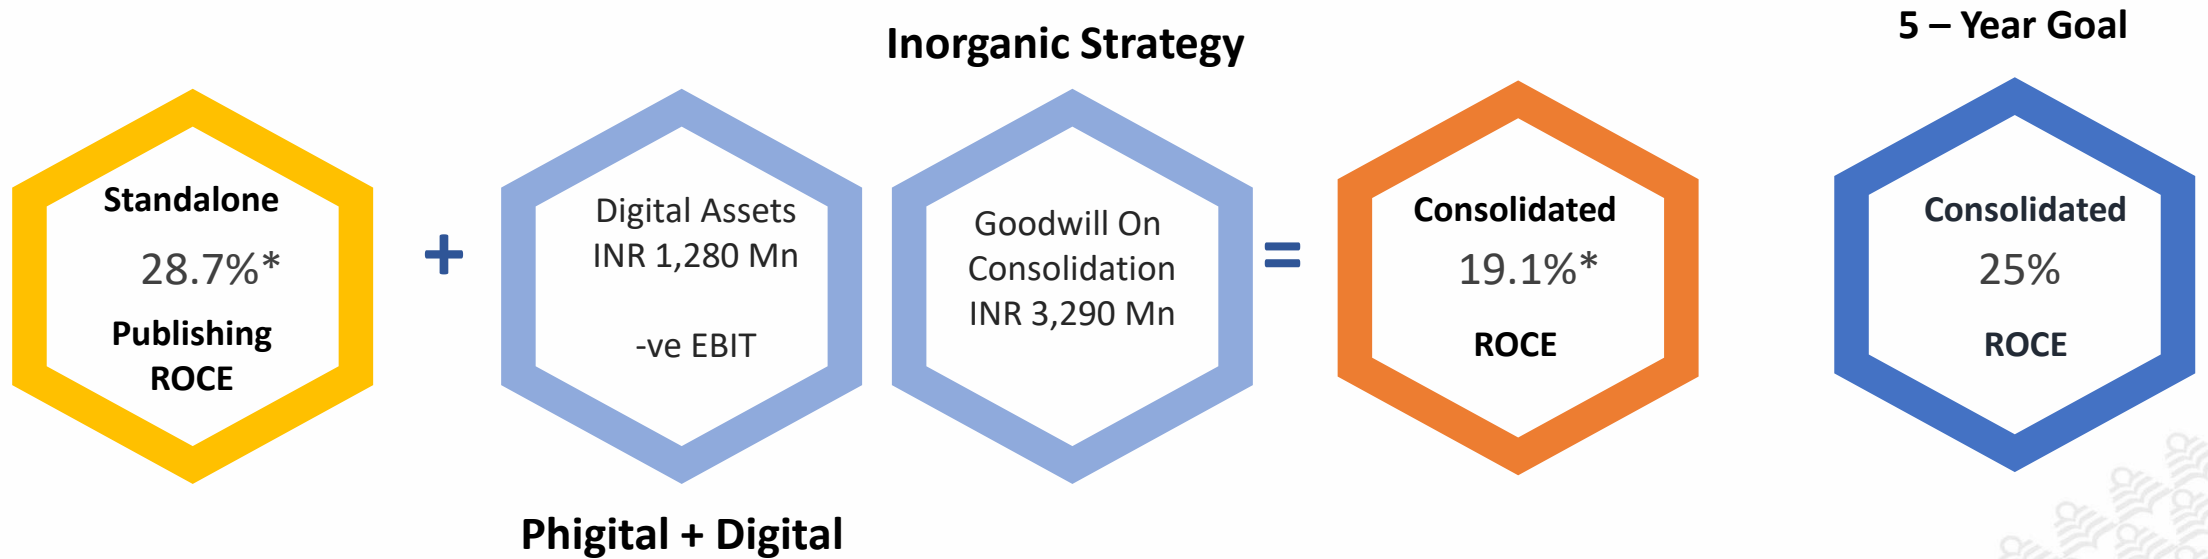 Inorganic Strategy
5 – Year Goal
Standalone
28.7%*
Publishing
ROCE
+
Digital Assets
INR 1,280 Mn
-ve EBIT
Goodwill On
Consolidation
INR 3,290 Mn
=
Consolidated
19.1%*
ROCE
Consolidated
25%
ROCE
Phigital + Digital